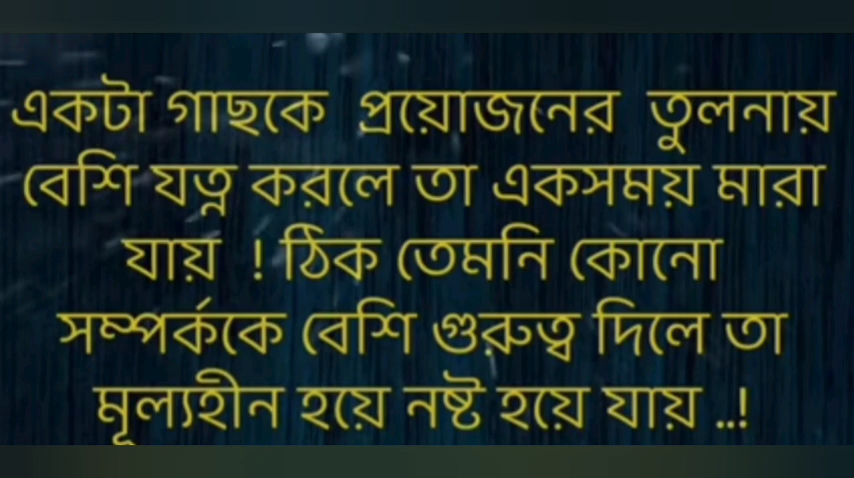 একটা গাছকে প্রয়োজনের তুলনায়
বেশি যত্ন করলে তা একসময় মারা
যায় ! ঠিক তেমনি কোনো
সম্পর্ককে বেশি গুরুত্ব দিলে তা
মূল্যহীন হয়ে নষ্ট হয়ে যায় ..!